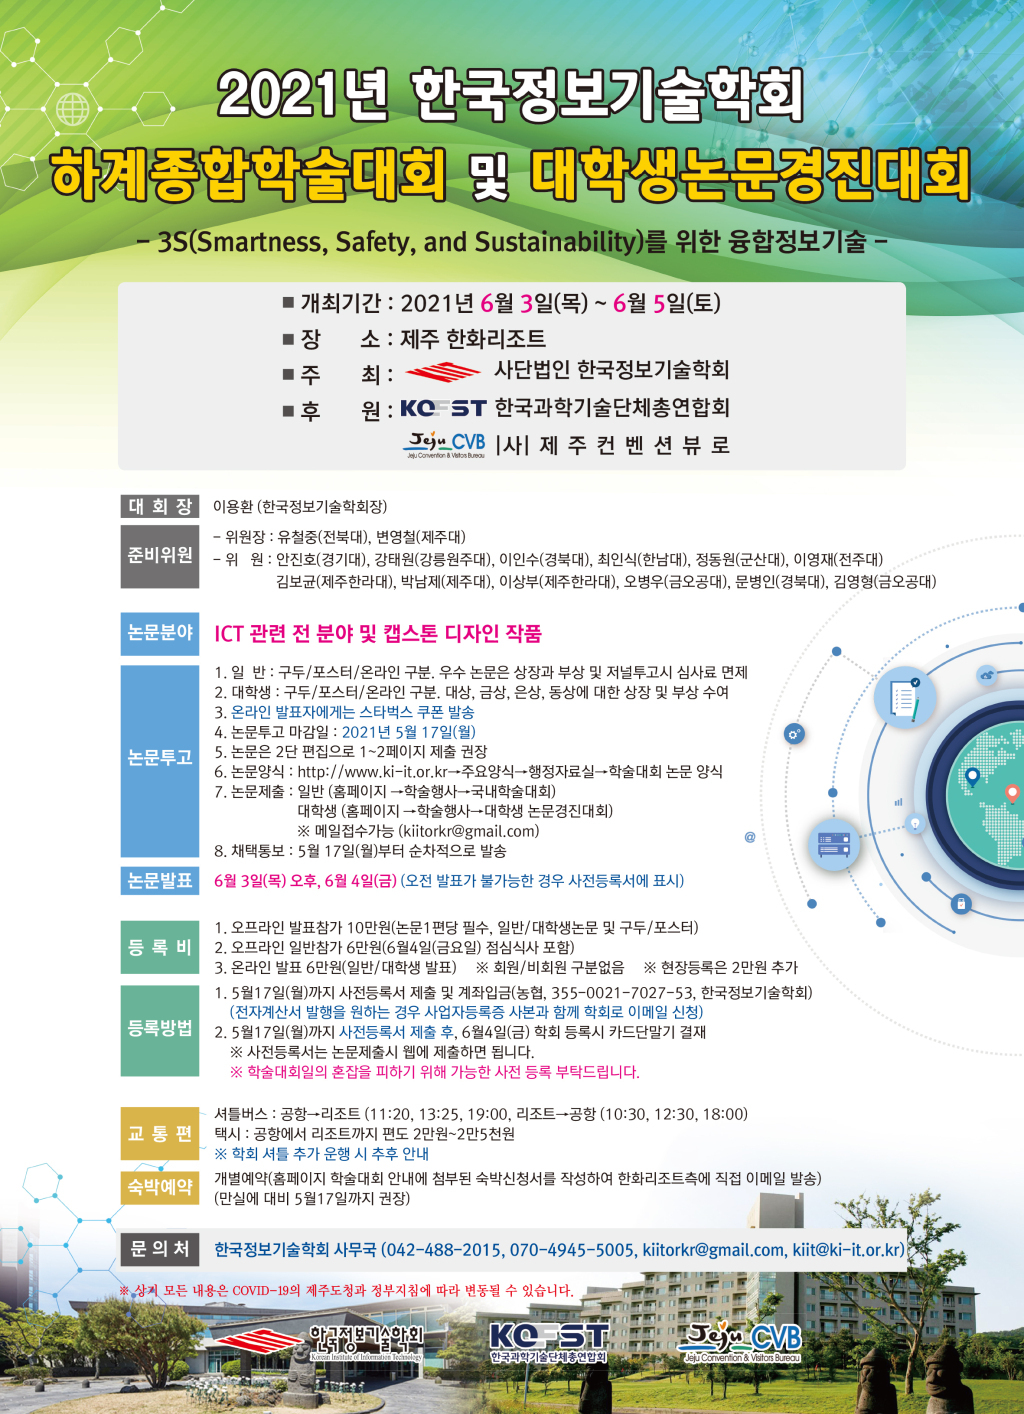 2021년 한국정보기술학회
하계종합학술대회 및 대학생논문경진대회
- 3S(Smartness, Safety, and Sustainability)를 위한 융합정보기술 -
■ 개최기간 : 2021년 6월 3일(목) ~ 6월 5일(토)
■ 장 소 : 제주 한화리조트
■ 주 최 : 사단법인 한국정보기술학회
■ 후 원 : KOFST 한국과학기술단체총연합회
Jeju CVB |사| 제 주 컨 벤 션 뷰 로
Jeju Convention & Visitors Bureau
대 회 장 이용환 (한국정보기술학회장)
준비위원 - 위원장 : 유철중(전북대), 변영철(제주대)
- 위 원 : 안진호(경기대), 강태원(강릉원주대), 이인수(경북대), 최인식(한남대), 정동원(군산대), 이영재(전주대)
김보균(제주한라대), 박남제(제주대), 이상부(제주한라대), 오병우(금오공대), 문병인(경북대), 김영형(금오공대)
논문분야 ICT 관련 전 분야 및 캡스톤 디자인 작품
논문투고
1. 일 반 : 구두/포스터/온라인 구분. 우수 논문은 상장과 부상 및 저널투고시 심사료 면제
2. 대학생 : 구두/포스터/온라인 구분. 대상, 금상, 은상, 동상에 대한 상장 및 부상 수여
3. 온라인 발표자에게는 스타벅스 쿠폰 발송
4. 논문투고 마감일 : 2021년 5월 17일(월)
5. 논문은 2단 편집으로 1~2페이지 제출 권장
6. 논문양식 : http://www.ki-it.or.kr→주요양식→행정자료실→학술대회 논문 양식
7. 논문제출 : 일반 (홈페이지 →학술행사→국내학술대회)
대학생 (홈페이지 →학술행사→대학생 논문경진대회)
※ 메일접수가능 (kiitorkr@gmail.com)
8. 채택통보 : 5월 17일(월)부터 순차적으로 발송
논문발표 6월 3일(목) 오후, 6월 4일(금) (오전 발표가 불가능한 경우 사전등록서에 표시)
등 록 비
1. 오프라인 발표참가 10만원(논문1편당 필수, 일반/대학생논문 및 구두/포스터)
2. 오프라인 일반참가 6만원(6월4일(금요일) 점심식사 포함)
3. 온라인 발표 6만원(일반/대학생 발표) ※ 회원/비회원 구분없음 ※ 현장등록은 2만원 추가
등록방법
1. 5월17일(월)까지 사전등록서 제출 및 계좌입금(농협, 355-0021-7027-53, 한국정보기술학회)
(전자계산서 발행을 원하는 경우 사업자등록증 사본과 함께 학회로 이메일 신청)
2. 5월17일(월)까지 사전등록서 제출 후, 6월4일(금) 학회 등록시 카드단말기 결재
※ 사전등록서는 논문제출시 웹에 제출하면 됩니다.
※ 학술대회일의 혼잡을 피하기 위해 가능한 사전 등록 부탁드립니다.
교 통 편
셔틀버스 : 공항→리조트 (11:20, 13:25, 19:00, 리조트→공항 (10:30, 12:30, 18:00)
택시 : 공항에서 리조트까지 편도 2만원~2만5천원
※ 학회 셔틀 추가 운행 시 추후 안내
숙박예약
개별예약(홈페이지 학술대회 안내에 첨부된 숙박신청서를 작성하여 한화리조트측에 직접 이메일 발송)
(만실에 대비 5월17일까지 권장)
문 의 처 한국정보기술학회 사무국 (042-488-2015, 070-4945-5005, kiitorkr@gmail.com, kiit@ki-it.or.kr)
※ 상기 모든 내용은 COVID-19의 제주도청과 정부지침에 따라 변동될 수 있습니다.
한국정보기술학회 KOFST Jeju CVB
Korean Institute of Information Technology 한국과학기술단체총연합회 Jeju Convention & Visitors Bureau